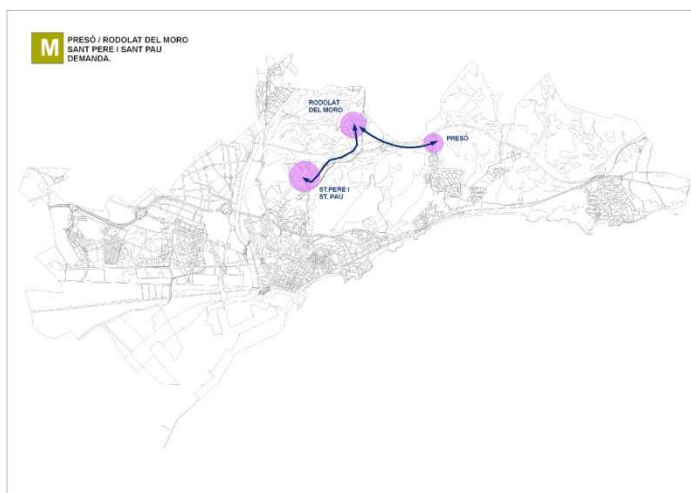 M
PRESÓ / RODOLAT DEL MORO
SANT PERE I SANT PAU
DEMANDA.
RODOLAT
DEL MORO
PRESÓ
ST.PERE I
ST. PAU